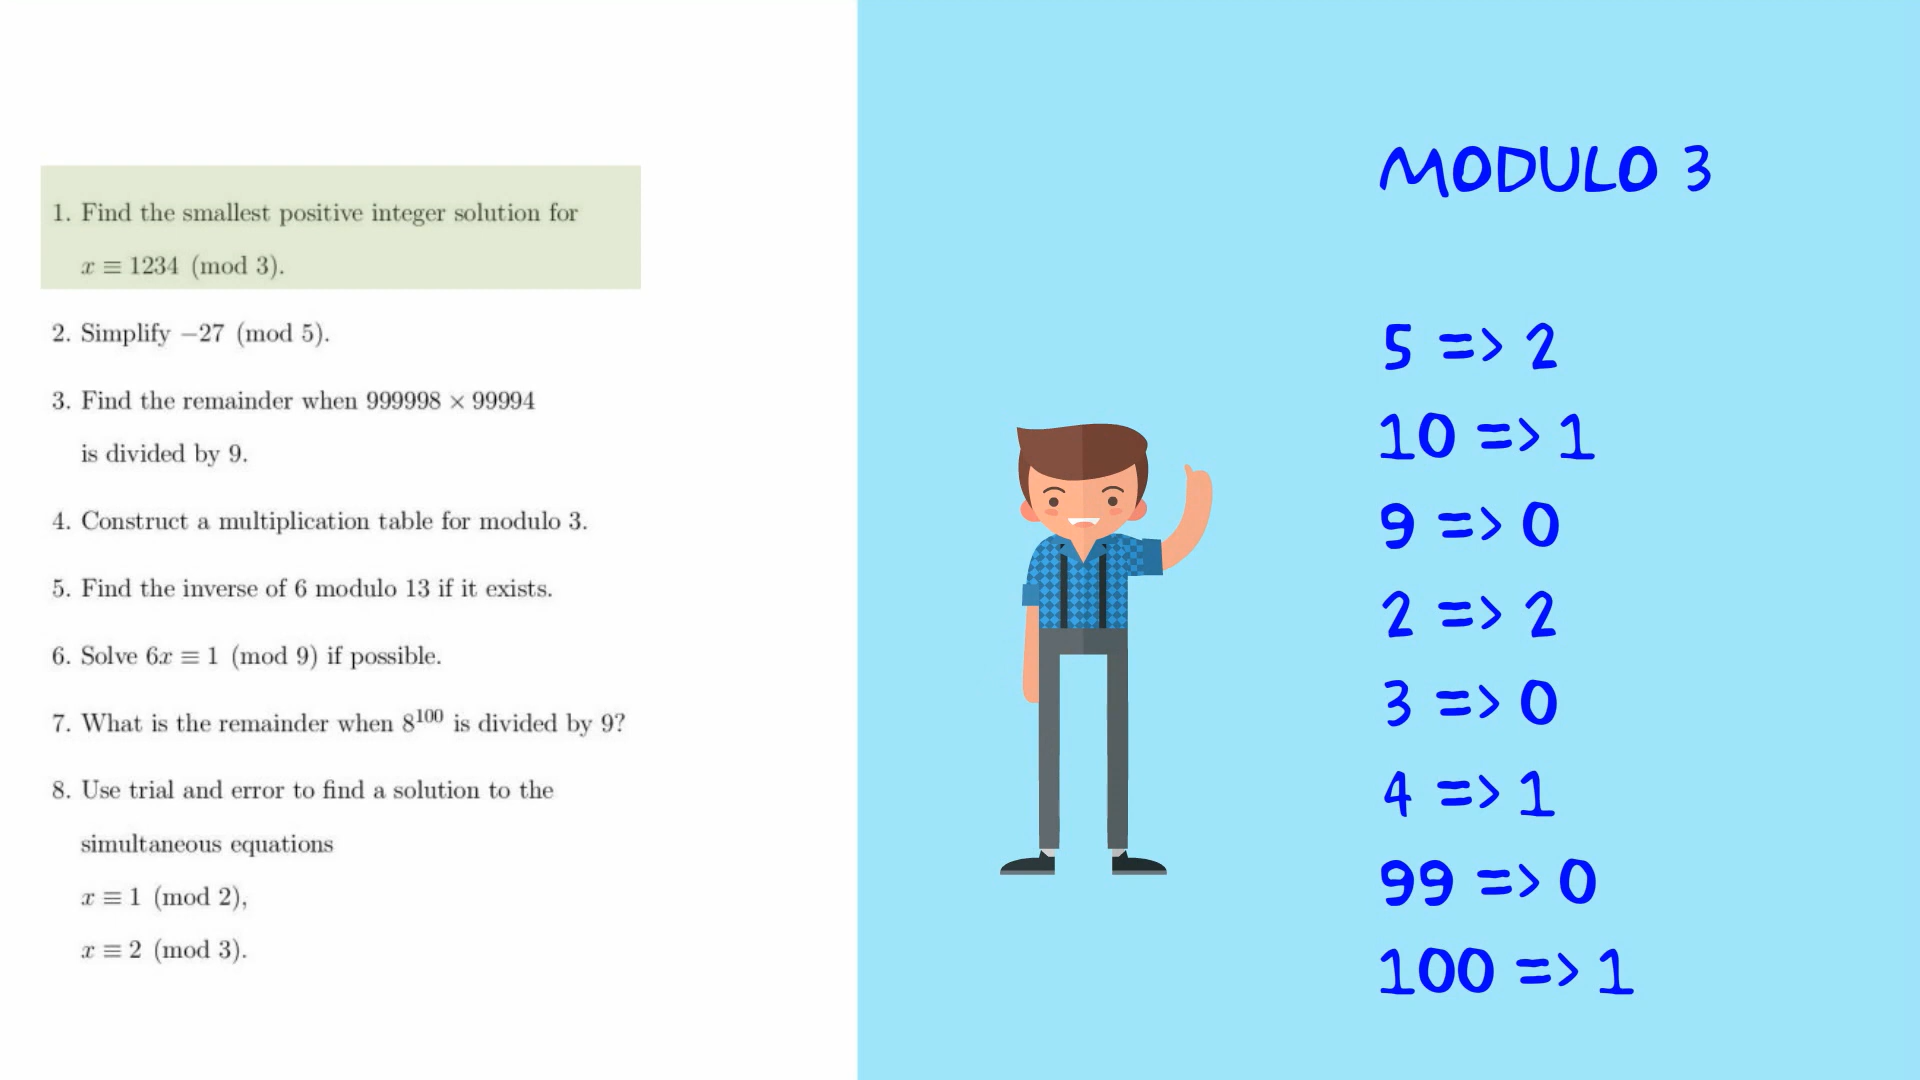 1. Find the smallest positive integer solution for
x ≡ 1234 (mod 3).
2. Simplify −27 (mod 5).
3. Find the remainder when 999998 × 99994
is divided by 9.
4. Construct a multiplication table for modulo 3.
5. Find the inverse of 6 modulo 13 if it exists.
6. Solve 6x ≡ 1 (mod 9) if possible.
7. What is the remainder when 8^100 is divided by 9?
8. Use trial and error to find a solution to the
simultaneous equations
x ≡ 1 (mod 2),
x ≡ 2 (mod 3).
MODULO 3
5 => 2
10 => 1
9 => 0
2 => 2
3 => 0
4 => 1
99 => 0
100 => 1